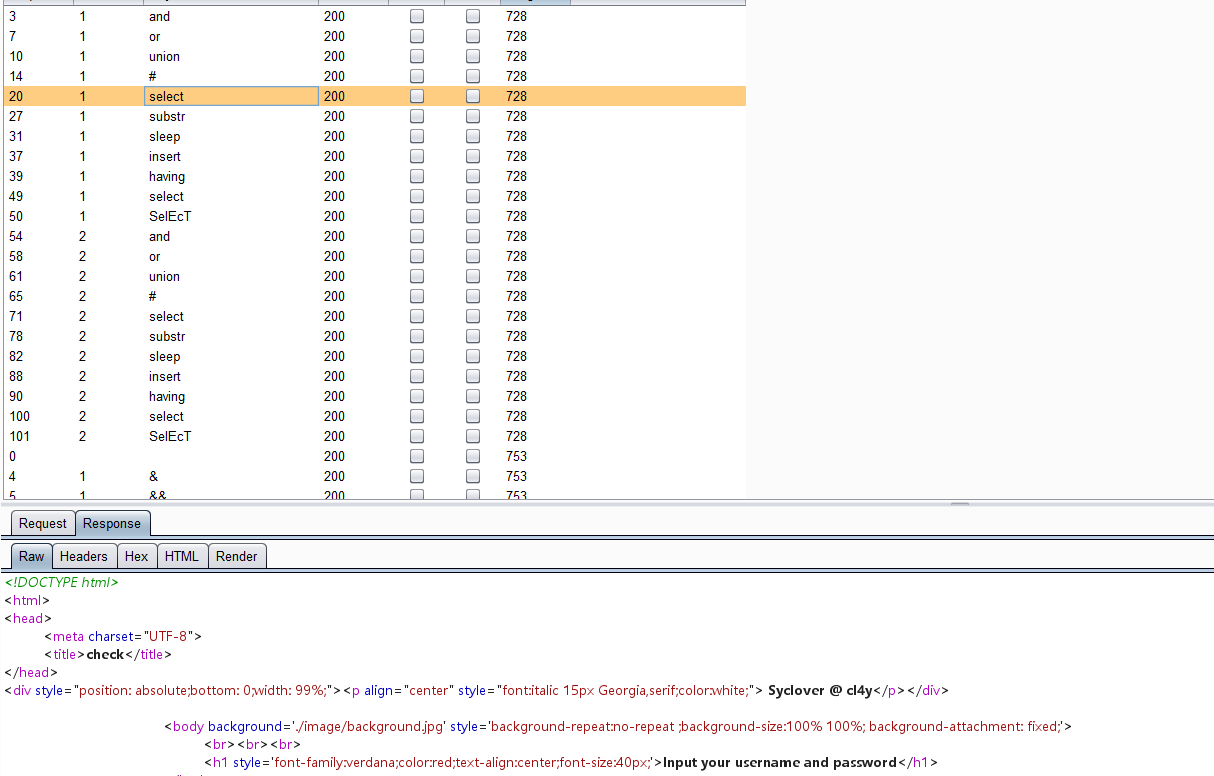 3 1 and 200 728
7 1 or 200 728
10 1 union 200 728
14 1 # 200 728
20 1 select 200 728
27 1 substr 200 728
31 1 sleep 200 728
37 1 insert 200 728
39 1 having 200 728
49 1 select 200 728
50 1 SelEcT 200 728
54 2 and 200 728
58 2 or 200 728
61 2 union 200 728
65 2 # 200 728
71 2 select 200 728
78 2 substr 200 728
82 2 sleep 200 728
88 2 insert 200 728
90 2 having 200 728
100 2 select 200 728
101 2 SelEcT 200 728
0 200 753
4 1 & 200 753
5 1 && 200 753
Request Response
Raw Headers Hex HTML Render
<!DOCTYPE html>
<html>
<head>
<meta charset="UTF-8">
<title>check</title>
</head>
<div style="position: absolute;bottom: 0;width: 99%;"><p align="center" style="font:italic 15px Georgia,serif;color:white;"> Syclover @ cl4y</p></div>
<body background='./image/background.jpg' style='background-repeat:no-repeat ;background-size:100% 100%; background-attachment: fixed;'>
<br><br><br>
<h1 style='font-family:verdana;color:red;text-align:center;font-size:40px;'>Input your username and password</h1>